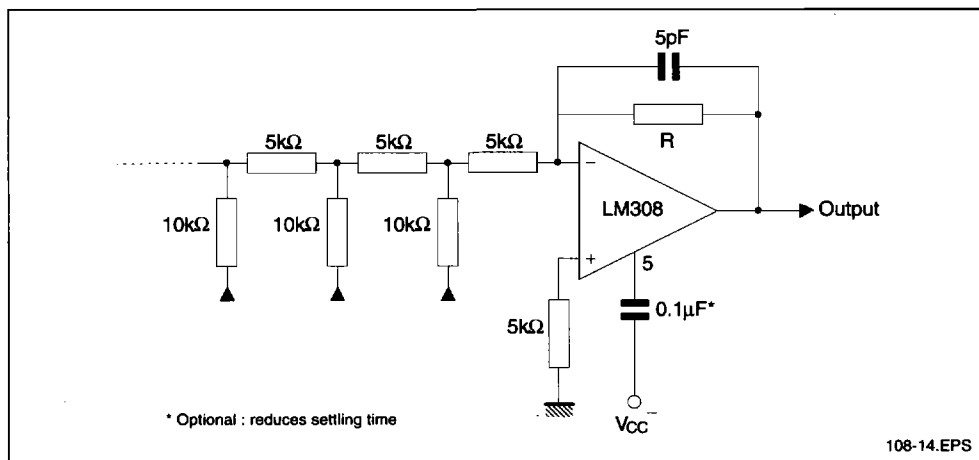 5pF
R
5kΩ
5kΩ
5kΩ
−
LM308
Output
10kΩ
10kΩ
10kΩ
+
5
5kΩ
0.1µF*
* Optional : reduces settling time
VCC−
108-14.EPS